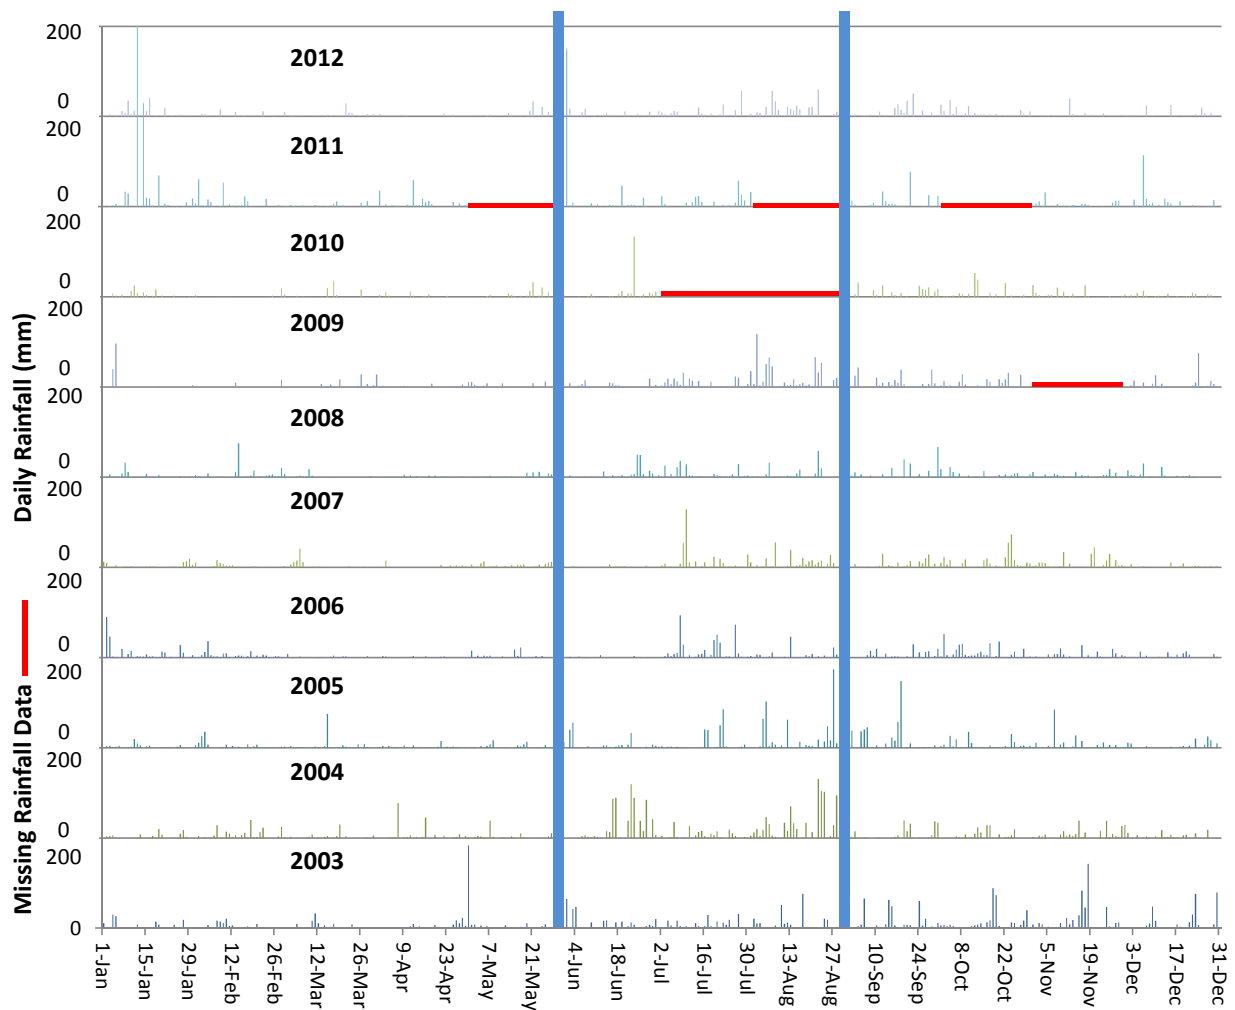 200
2012
0
200
2011
0
200
2010
0
200
2009
0
200
2008
0
200
2007
0
200
2006
0
200
2005
0
200
2004
0
200
2003
0
Daily Rainfall (mm)
Missing Rainfall Data
1-Jan
15-Jan
29-Jan
12-Feb
26-Feb
12-Mar
26-Mar
9-Apr
23-Apr
7-May
21-May
4-Jun
18-Jun
2-Jul
16-Jul
30-Jul
13-Aug
27-Aug
10-Sep
24-Sep
8-Oct
22-Oct
5-Nov
19-Nov
3-Dec
17-Dec
31-Dec